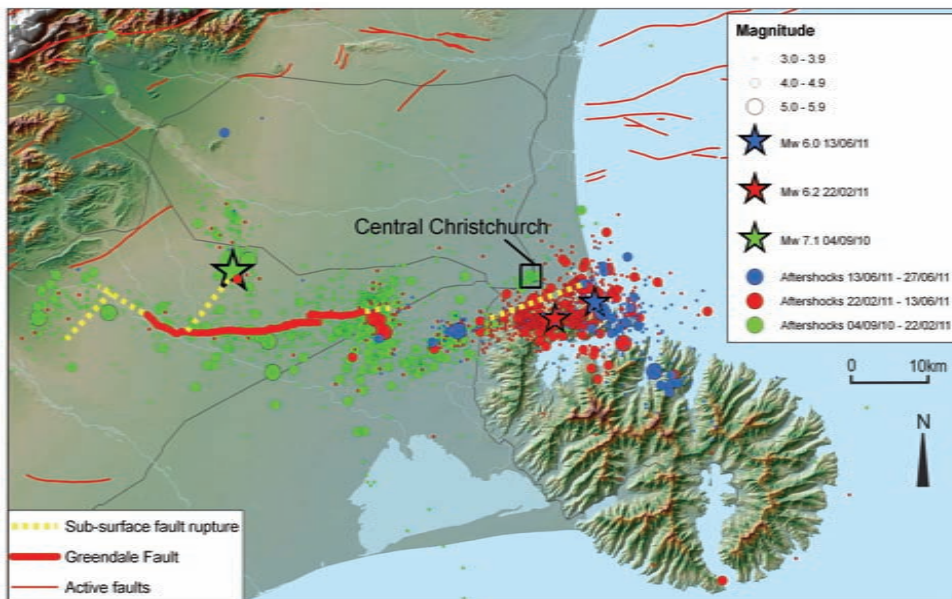 Magnitude
3.0 - 3.9
4.0 - 4.9
5.0 - 5.9
Mw 6.0 13/06/11
Mw 6.2 22/02/11
Mw 7.1 04/09/10
Aftershocks 13/06/11 - 27/06/11
Aftershocks 22/02/11 - 13/06/11
Aftershocks 04/09/10 - 22/02/11
Central Christchurch
0 10km
N
Sub-surface fault rupture
Greendale Fault
Active faults